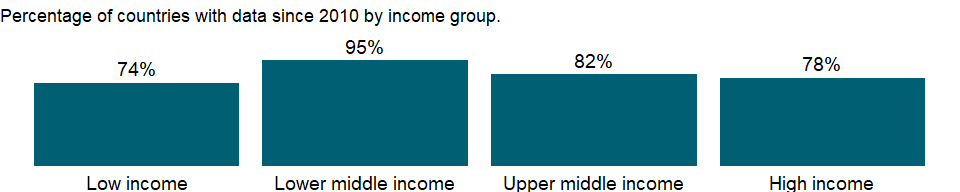 Percentage of countries with data since 2010 by income group.
95%
82%
78%
74%
Low income
Lower middle income
Upper middle income
High income